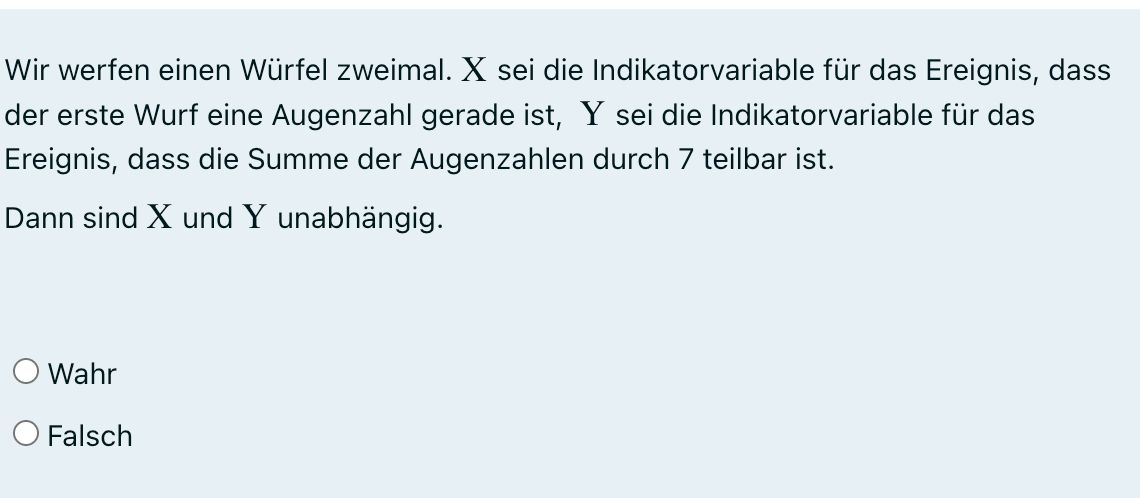 Wir werfen einen Würfel zweimal. X sei die Indikatorvariable für das Ereignis, dass
der erste Wurf eine Augenzahl gerade ist, Y sei die Indikatorvariable für das
Ereignis, dass die Summe der Augenzahlen durch 7 teilbar ist.
Dann sind X und Y unabhängig.
Wahr
Falsch